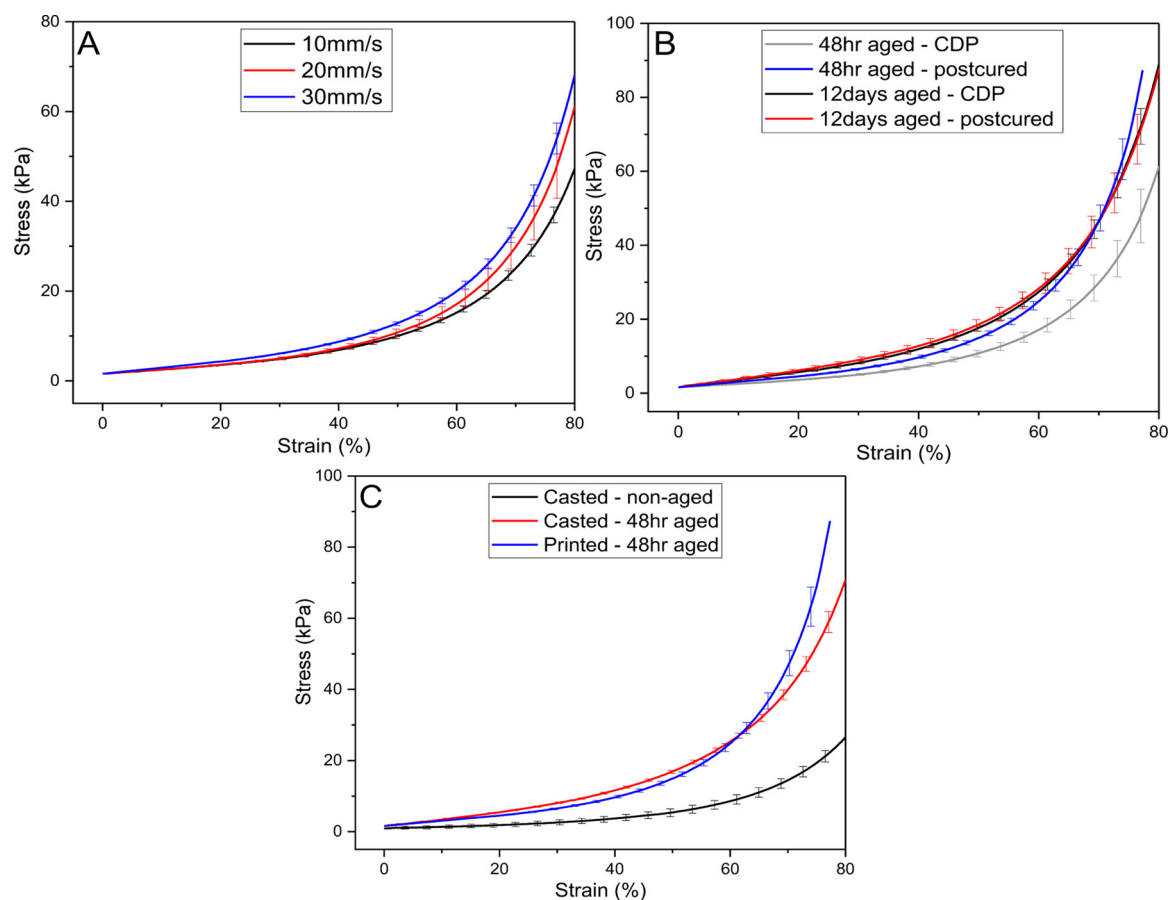 A
10mm/s
20mm/s
30mm/s
80
60
40
20
0
Stress (kPa)
0 20 40 60 80
Strain (%)
B
48hr aged - CDP
48hr aged - postcured
12days aged - CDP
12days aged - postcured
100
80
60
40
20
0
Stress (kPa)
0 20 40 60 80
Strain (%)
C
Casted - non-aged
Casted - 48hr aged
Printed - 48hr aged
100
80
60
40
20
0
Stress (kPa)
0 20 40 60 80
Strain (%)